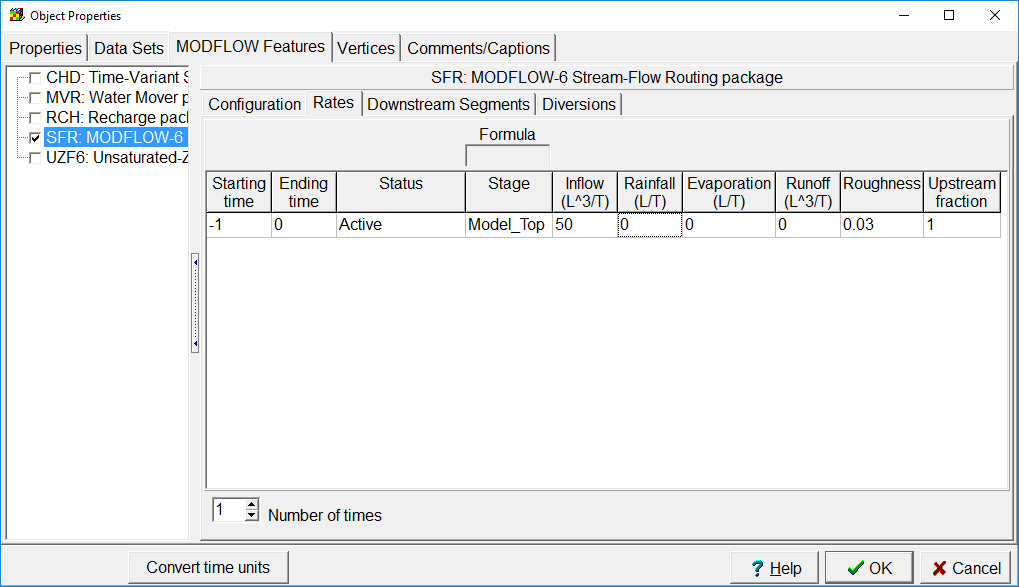 Object Properties
Properties Data Sets MODFLOW Features Vertices Comments/Captions
CHD: Time-Variant S
MVR: Water Mover p
RCH: Recharge pacl
SFR: MODFLOW-6
UZF6: Unsaturated-Z
SFR: MODFLOW-6 Stream-Flow Routing package
Configuration Rates Downstream Segments Diversions
Formula
Starting time Ending time Status Stage Inflow (L^3/T) Rainfall (L/T) Evaporation (L/T) Runoff (L^3/T) Roughness Upstream fraction
-1 0 Active Model_Top 50 0 0 0 0.03 1
1 Number of times
Convert time units ? Help OK Cancel